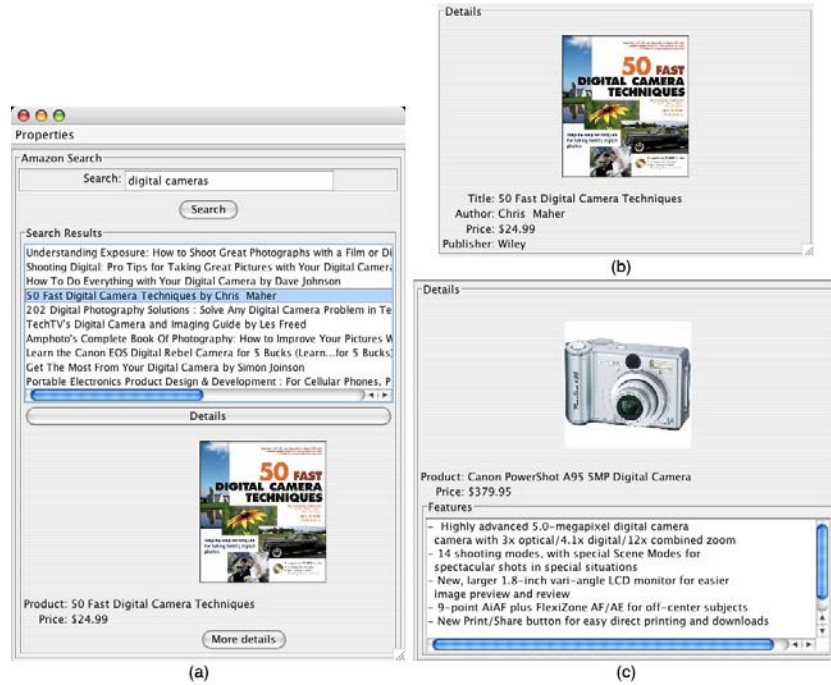 Properties
Amazon Search
Search: digital cameras
Search
Search Results
Understanding Exposure: How to Shoot Great Photographs with a Film or Di
Shooting Digital: Pro Tips for Taking Great Pictures with Your Digital Camer
How To Do Everything with Your Digital Camera by Dave Johnson
50 Fast Digital Camera Techniques by Chris Maher
202 Digital Photography Solutions : Solve Any Digital Camera Problem in Te
TechTV's Digital Camera and Imaging Guide by Les Freed
Amphoto's Complete Book Of Photography: How to Improve Your Pictures W
Learn the Canon EOS Digital Rebel Camera for 5 Bucks (Learn...for 5 Bucks)
Get The Most From Your Digital Camera by Simon Joinson
Portable Electronics Product Design & Development : For Cellular Phones, P
Details
50 FAST
DIGITAL CAMERA
TECHNIQUES
Product: 50 Fast Digital Camera Techniques
Price: $24.99
More details
(a)
Details
50 FAST
DIGITAL CAMERA
TECHNIQUES
Step-by-step
for taking
photos
Title: 50 Fast Digital Camera Techniques
Author: Chris Maher
Price: $24.99
Publisher: Wiley
(b)
Details
Product: Canon PowerShot A95 5MP Digital Camera
Price: $379.95
Features
- Highly advanced 5.0-megapixel digital camera
camera with 3x optical/4.1x digital/12x combined zoom
- 14 shooting modes, with special Scene Modes for
spectacular shots in special situations
- New, larger 1.8-inch vari-angle LCD monitor for easier
image preview and review
- 9-point AiAF plus FlexiZone AF/AE for off-center subjects
- New Print/Share button for easy direct printing and downloads
(c)